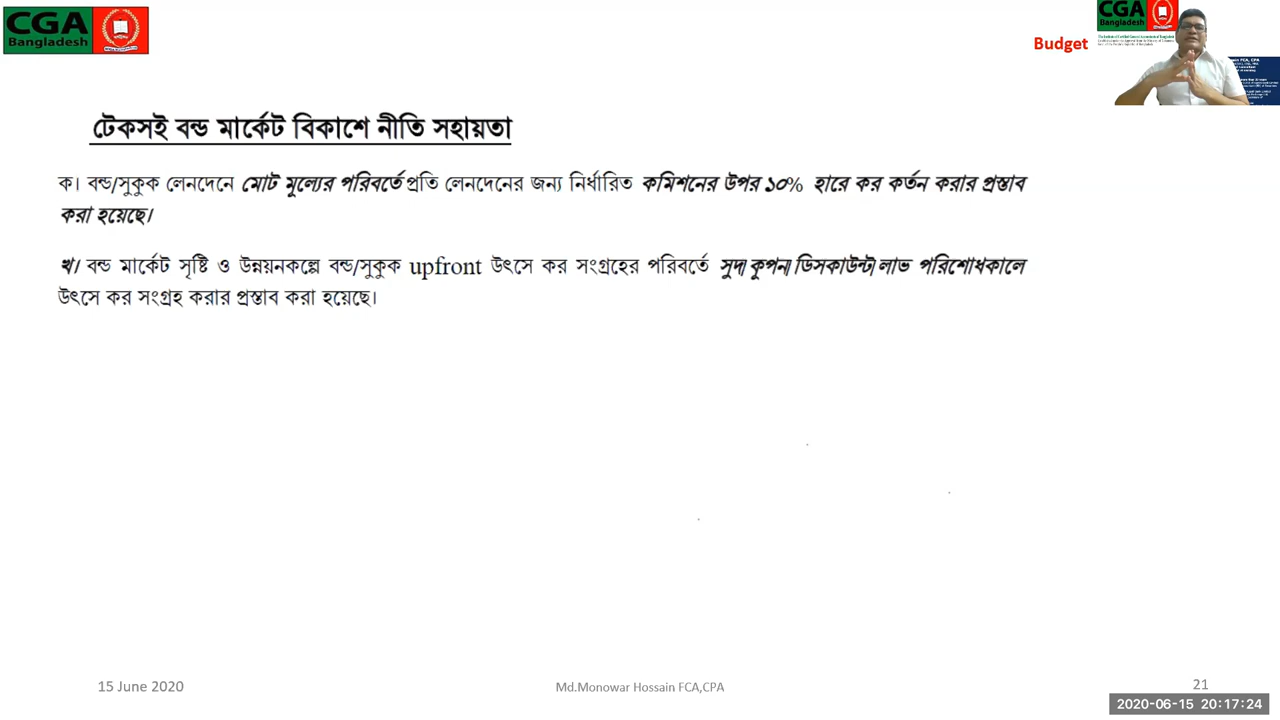 CGA
Bangladesh
Budget
CGA
Bangladesh
টেকসই বন্ড মার্কেট বিকাশে নীতি সহায়তা
ক। বন্ড/সুকুক লেনদেনে মোট মূল্যের পরিবর্তে প্রতি লেনদেনের জন্য নির্ধারিত কমিশনের উপর ১০% হারে কর কর্তন করার প্রস্তাব
করা হয়েছে।
খ। বন্ড মার্কেট সৃষ্টি ও উন্নয়নকল্পে বন্ড/সুকুক upfront উৎসে কর সংগ্রহের পরিবর্তে সুদ/কুপন/ডিসকাউন্ট/লাভ পরিশোধকালে
উৎসে কর সংগ্রহ করার প্রস্তাব করা হয়েছে।
15 June 2020
Md.Monowar Hossain FCA,CPA
21
2020-06-15 20:17:24